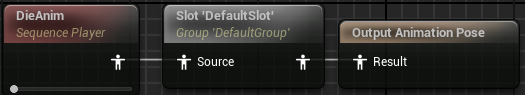 DieAnim
Sequence Player
Slot 'DefaultSlot'
Group 'DefaultGroup'
Source
Output Animation Pose
Result